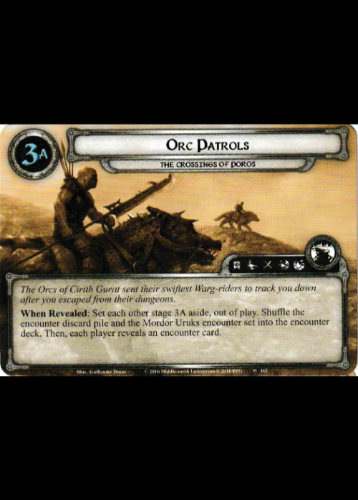 3A
ORC PATROLS
THE CROSSINGS OF POROS
The Orcs of Cirith Gurat sent their swiftest Warg-riders to track you down
after you escaped from their dungeons.
When Revealed: Set each other stage 3A aside, out of play. Shuffle the
encounter discard pile and the Mordor Uruks encounter set into the encounter
deck. Then, each player reveals an encounter card.
Illus. Guillaume